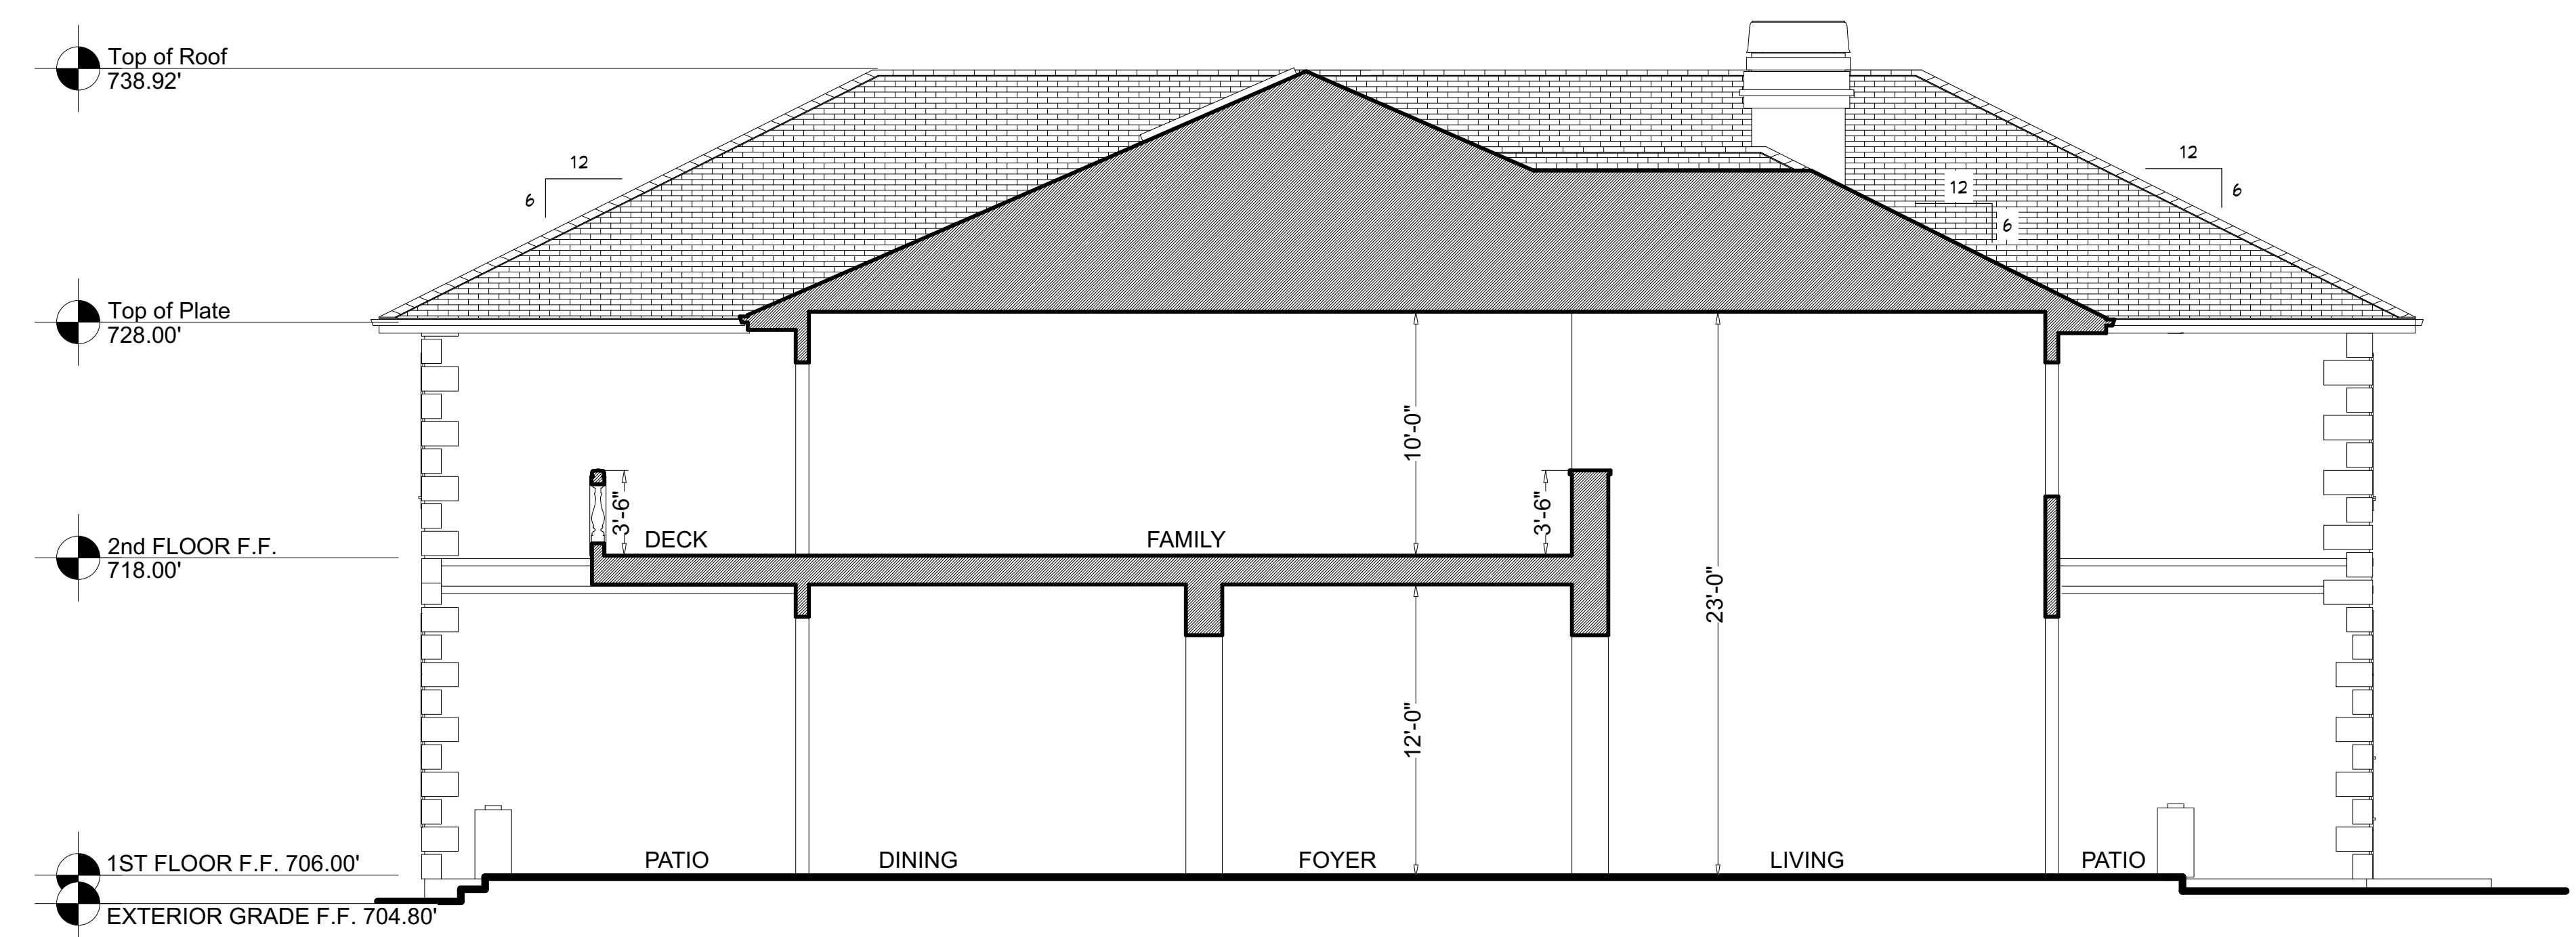 Top of Roof
738.92'
12
6
12
6
12
6
Top of Plate
728.00'
10'-0"
3'-6"
3'-6"
2nd FLOOR F.F.
718.00'
DECK
FAMILY
23'-0"
12'-0"
1ST FLOOR F.F. 706.00'
PATIO
DINING
FOYER
LIVING
PATIO
EXTERIOR GRADE F.F. 704.80'